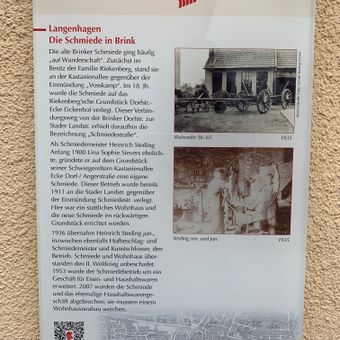 Langenhagen
Die Schmiede in Brink
Die alte Brinker Schmiede ging häufig
„auf Wanderschaft". Zunächst im
Besitz der Familie Riekenberg, stand sie
an der Kastanienallee gegenüber der
Einmündung „Vosskamp". Im 18. Jh.
wurde die Schmiede auf das
Riekenberg'sche Grundstück Dorfstr.-
Ecke Eickenhof verlegt. Dieser Verbin-
dungsweg von der Brinker Dorfstr. zur
Stader Landstr. erhielt daraufhin die
Bezeichnung „Schmiedestraße".
Als Schmiedemeister Heinrich Steding
Anfang 1900 Lina Sophie Sievers ehelich-
te, gründete er auf dem Grundstück
seiner Schwiegereltern Kastanienallee
Ecke Dorf-/ Angerstraße eine eigene
Schmiede. Dieser Betrieb wurde bereits
1911 an die Stader Landstr. gegenüber
der Einmündung Schmiedestr. verlegt.
Hier war ein stattliches Wohnhaus und
die neue Schmiede im rückwärtigen
Grundstück errichtet worden.
1936 übernahm Heinrich Steding jun.,
inzwischen ebenfalls Hufbeschlag- und
Schmiedemeister und Kunstschlosser, den
Betrieb. Schmiede und Wohnhaus über-
standen den II. Weltkrieg unbeschadet.
1953 wurde der Schmiedebetrieb um ein
Geschäft für Eisen- und Haushaltswaren
erweitert. 2007 wurden die Schmiede
und das ehemalige Haushaltswarenge-
schäft abgebrochen; sie mussten einem
Wohnhausneubau weichen.
Walsroder Str. 65
1935
Steding sen. und jun.
1935